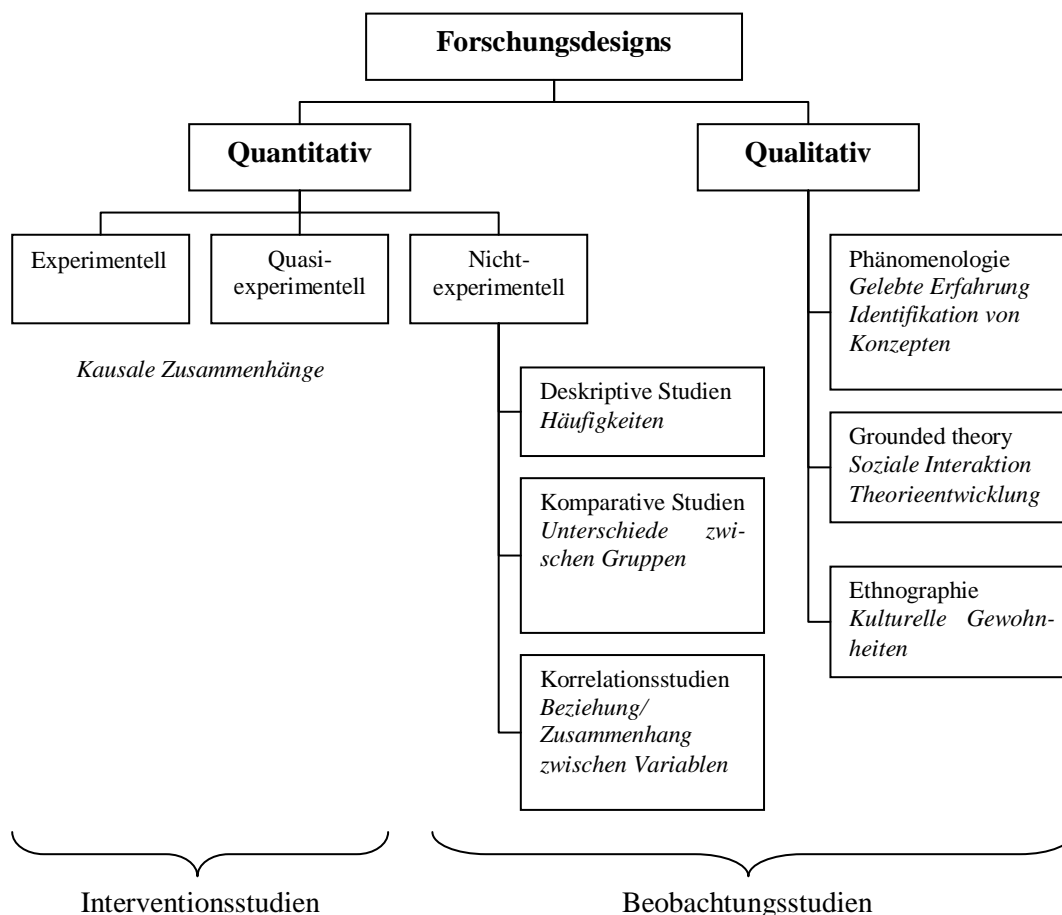 Forschungsdesigns
Quantitativ
Qualitativ
Experimentell
Quasi-
experimentell
Nicht-
experimentell
Kausale Zusammenhänge
Deskriptive Studien
Häufigkeiten
Komparative Studien
Unterschiede zwi-
schen Gruppen
Korrelationsstudien
Beziehung/
Zusammenhang
zwischen Variablen
Phänomenologie
Gelebte Erfahrung
Identifikation von
Konzepten
Grounded theory
Soziale Interaktion
Theorieentwicklung
Ethnographie
Kulturelle Gewohn-
heiten
Interventionsstudien
Beobachtungsstudien